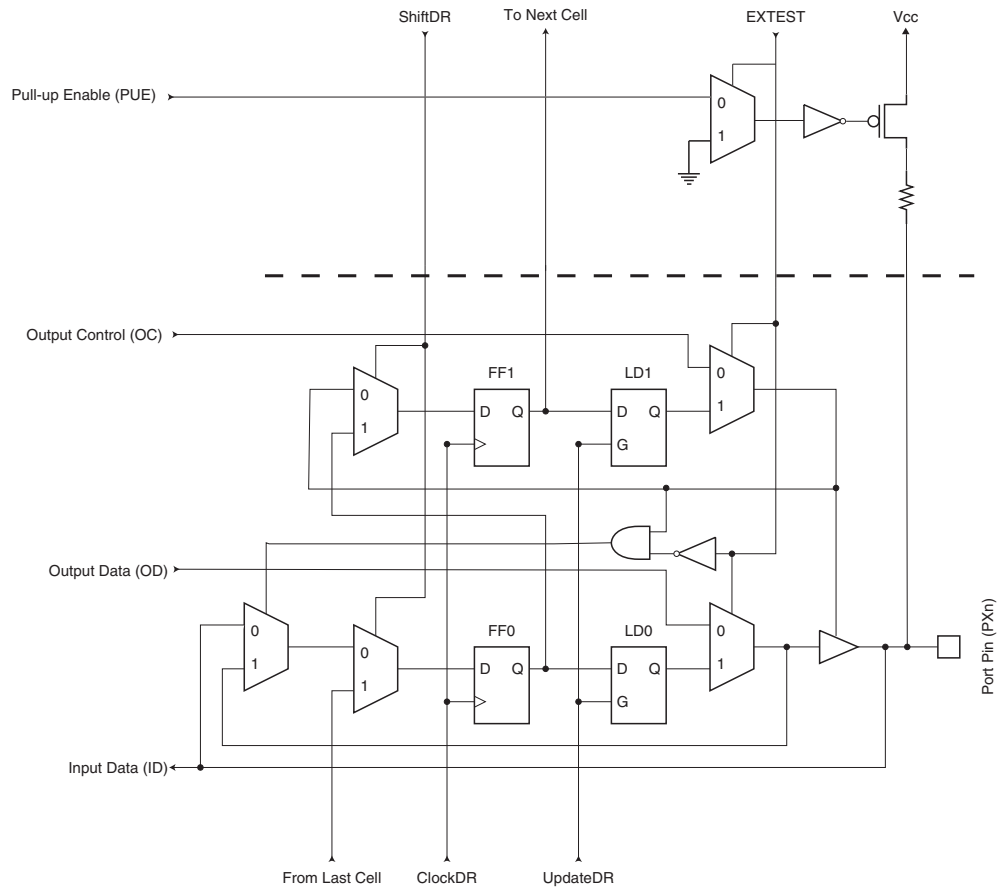 ShiftDR
To Next Cell
EXTEST
Vcc
Pull-up Enable (PUE)
0
1
Output Control (OC)
FF1
LD1
0
1
D Q
D Q
G
0
1
Output Data (OD)
FF0
LD0
0
1
0
1
D Q
D Q
G
0
1
Port Pin (PXn)
Input Data (ID)
From Last Cell
ClockDR
UpdateDR